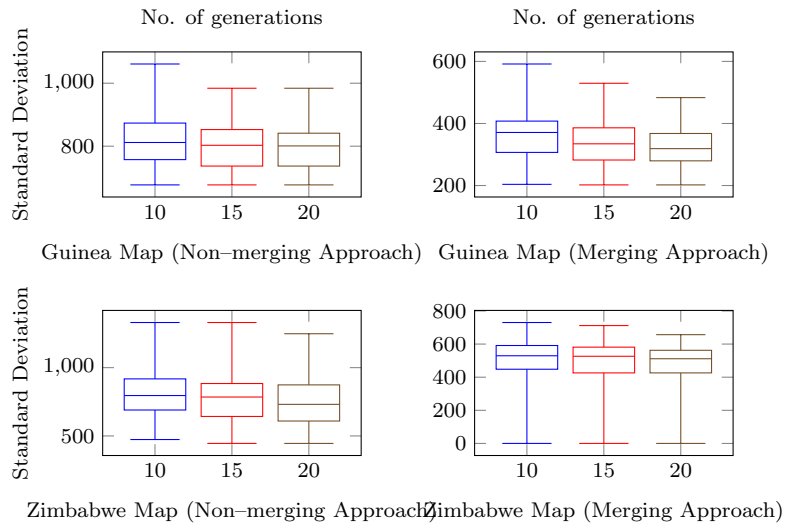 No. of generations
No. of generations
Standard Deviation
1,000
800
10 15 20
600
400
200
10 15 20
Guinea Map (Non–merging Approach)
Guinea Map (Merging Approach)
Standard Deviation
1,000
500
10 15 20
800
600
400
200
0
10 15 20
Zimbabwe Map (Non–merging Approach)
Zimbabwe Map (Merging Approach)